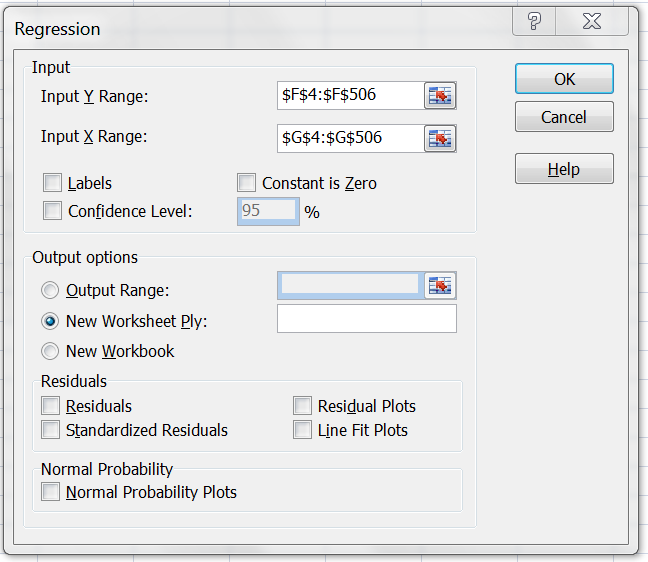 Regression
?
Input
Input Y Range: $F$4:$F$506
OK
Input X Range: $G$4:$G$506
Cancel
Help
Labels Constant is Zero
Confidence Level: 95 %
Output options
Output Range:
New Worksheet Ply:
New Workbook
Residuals
Residuals Residual Plots
Standardized Residuals Line Fit Plots
Normal Probability
Normal Probability Plots